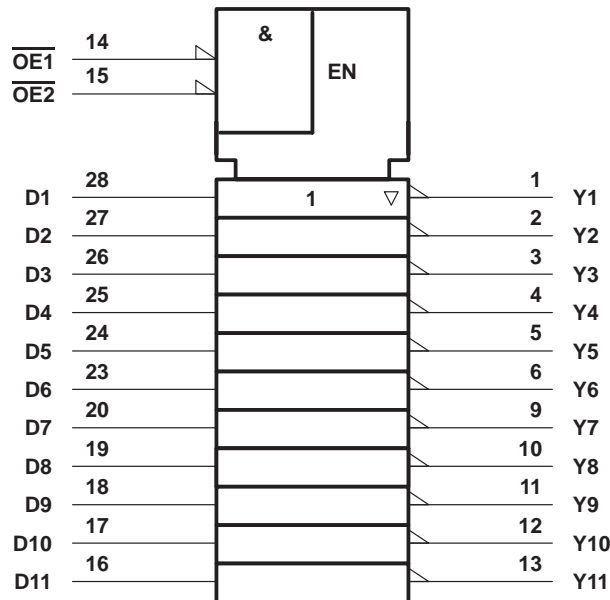 &
EN
O̅E̅1̅ 14
O̅E̅2̅ 15
1 ▽
D1 28 1 Y1
D2 27 2 Y2
D3 26 3 Y3
D4 25 4 Y4
D5 24 5 Y5
D6 23 6 Y6
D7 20 9 Y7
D8 19 10 Y8
D9 18 11 Y9
D10 17 12 Y10
D11 16 13 Y11